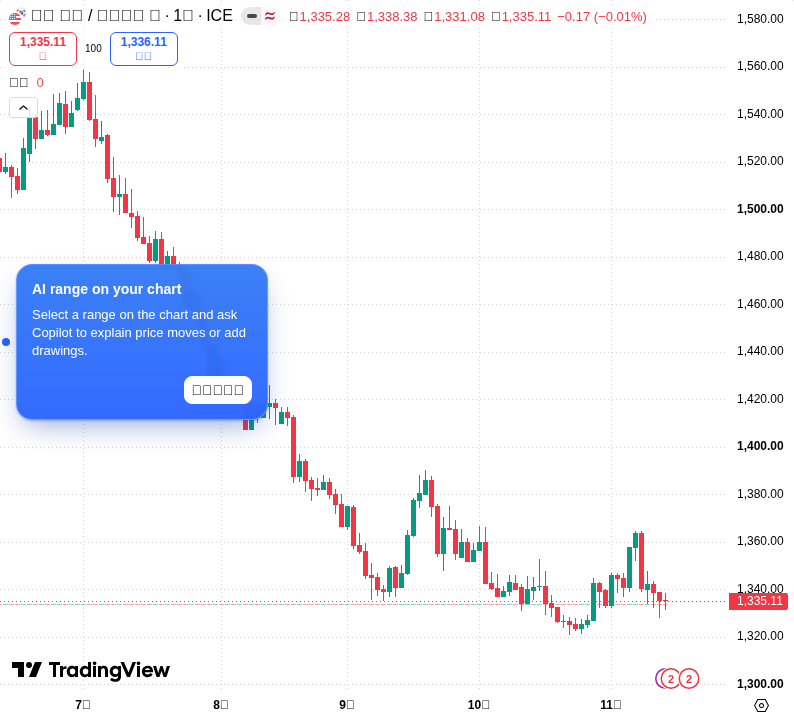 / · 1 · ICE 1,335.28 1,338.38 1,331.08 1,335.11 −0.17 (−0.01%)
1,335.11 100 1,336.11
0
AI range on your chart
Select a range on the chart and ask
Copilot to explain price moves or add
drawings.
1,580.00
1,560.00
1,540.00
1,520.00
1,500.00
1,480.00
1,460.00
1,440.00
1,420.00
1,400.00
1,380.00
1,360.00
1,340.00
1,335.11
1,320.00
1,300.00
TradingView
2 2
7 8 9 10 11